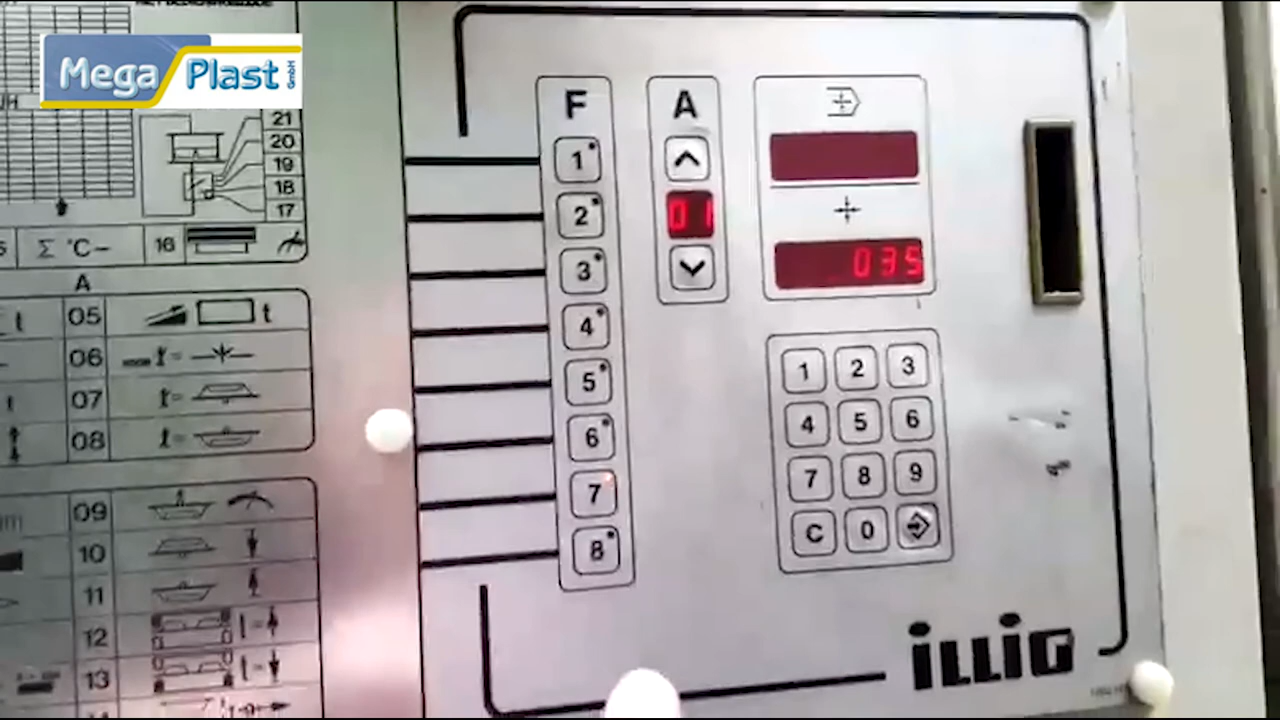 Mega Plast GmbH
21
20
19
18
17
Σ °C –
16
A
t
05
t
06
t =
t
07
t =
08
t =
09
10
11
12
t =
13
t =
F
1
2
3
4
5
6
7
8
A
01
035
1 2 3
4 5 6
7 8 9
C 0
ILLIG